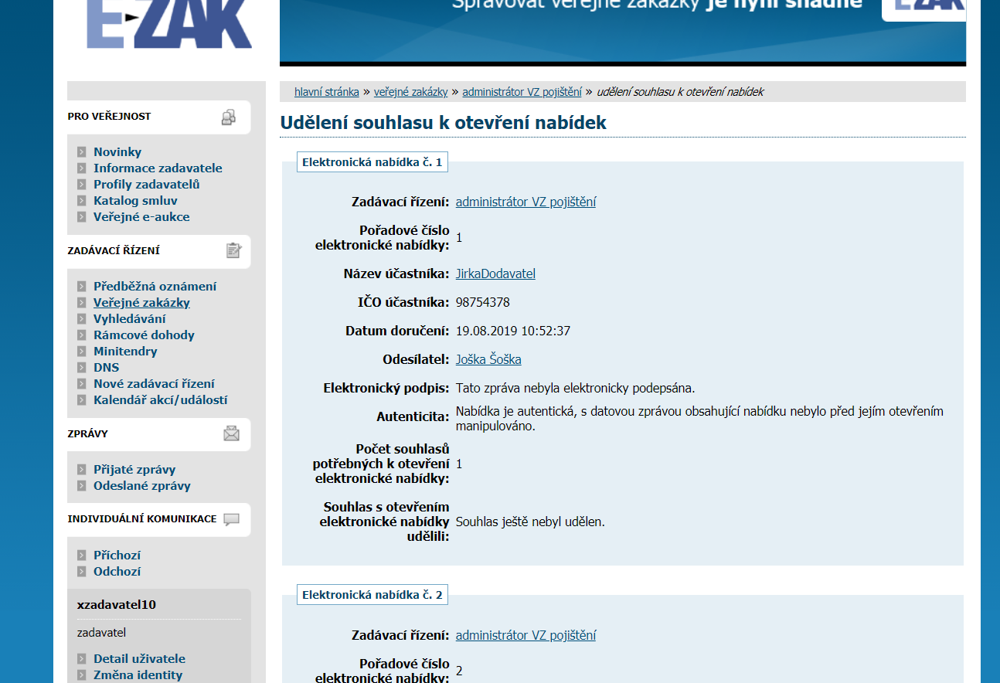 E-ZAK
Spravovat veřejné zakázky je nyní snadné
E-ZAK
hlavní stránka » veřejné zakázky » administrátor VZ pojištění » udělení souhlasu k otevření nabídek
PRO VEŘEJNOST
Novinky
Informace zadavatele
Profily zadavatelů
Katalog smluv
Veřejné e-aukce
ZADÁVACÍ ŘÍZENÍ
Předběžná oznámení
Veřejné zakázky
Vyhledávání
Rámcové dohody
Minitendry
DNS
Nové zadávací řízení
Kalendář akcí/událostí
ZPRÁVY
Přijaté zprávy
Odeslané zprávy
INDIVIDUÁLNÍ KOMUNIKACE
Příchozí
Odchozí
xzadavatel10
zadavatel
Detail uživatele
Změna identity
Udělení souhlasu k otevření nabídek
Elektronická nabídka č. 1
Zadávací řízení: administrátor VZ pojištění
Pořadové číslo
elektronické nabídky: 1
Název účastníka: JirkaDodavatel
IČO účastníka: 98754378
Datum doručení: 19.08.2019 10:52:37
Odesílatel: Joška Šoška
Elektronický podpis: Tato zpráva nebyla elektronicky podepsána.
Autenticita: Nabídka je autentická, s datovou zprávou obsahující nabídku nebylo před jejím otevřením
manipulováno.
Počet souhlasů
potřebných k otevření 1
elektronické nabídky:
Souhlas s otevřením
elektronické nabídky Souhlas ještě nebyl udělen.
udělili:
Elektronická nabídka č. 2
Zadávací řízení: administrátor VZ pojištění
Pořadové číslo
elektronické nabídky: 2